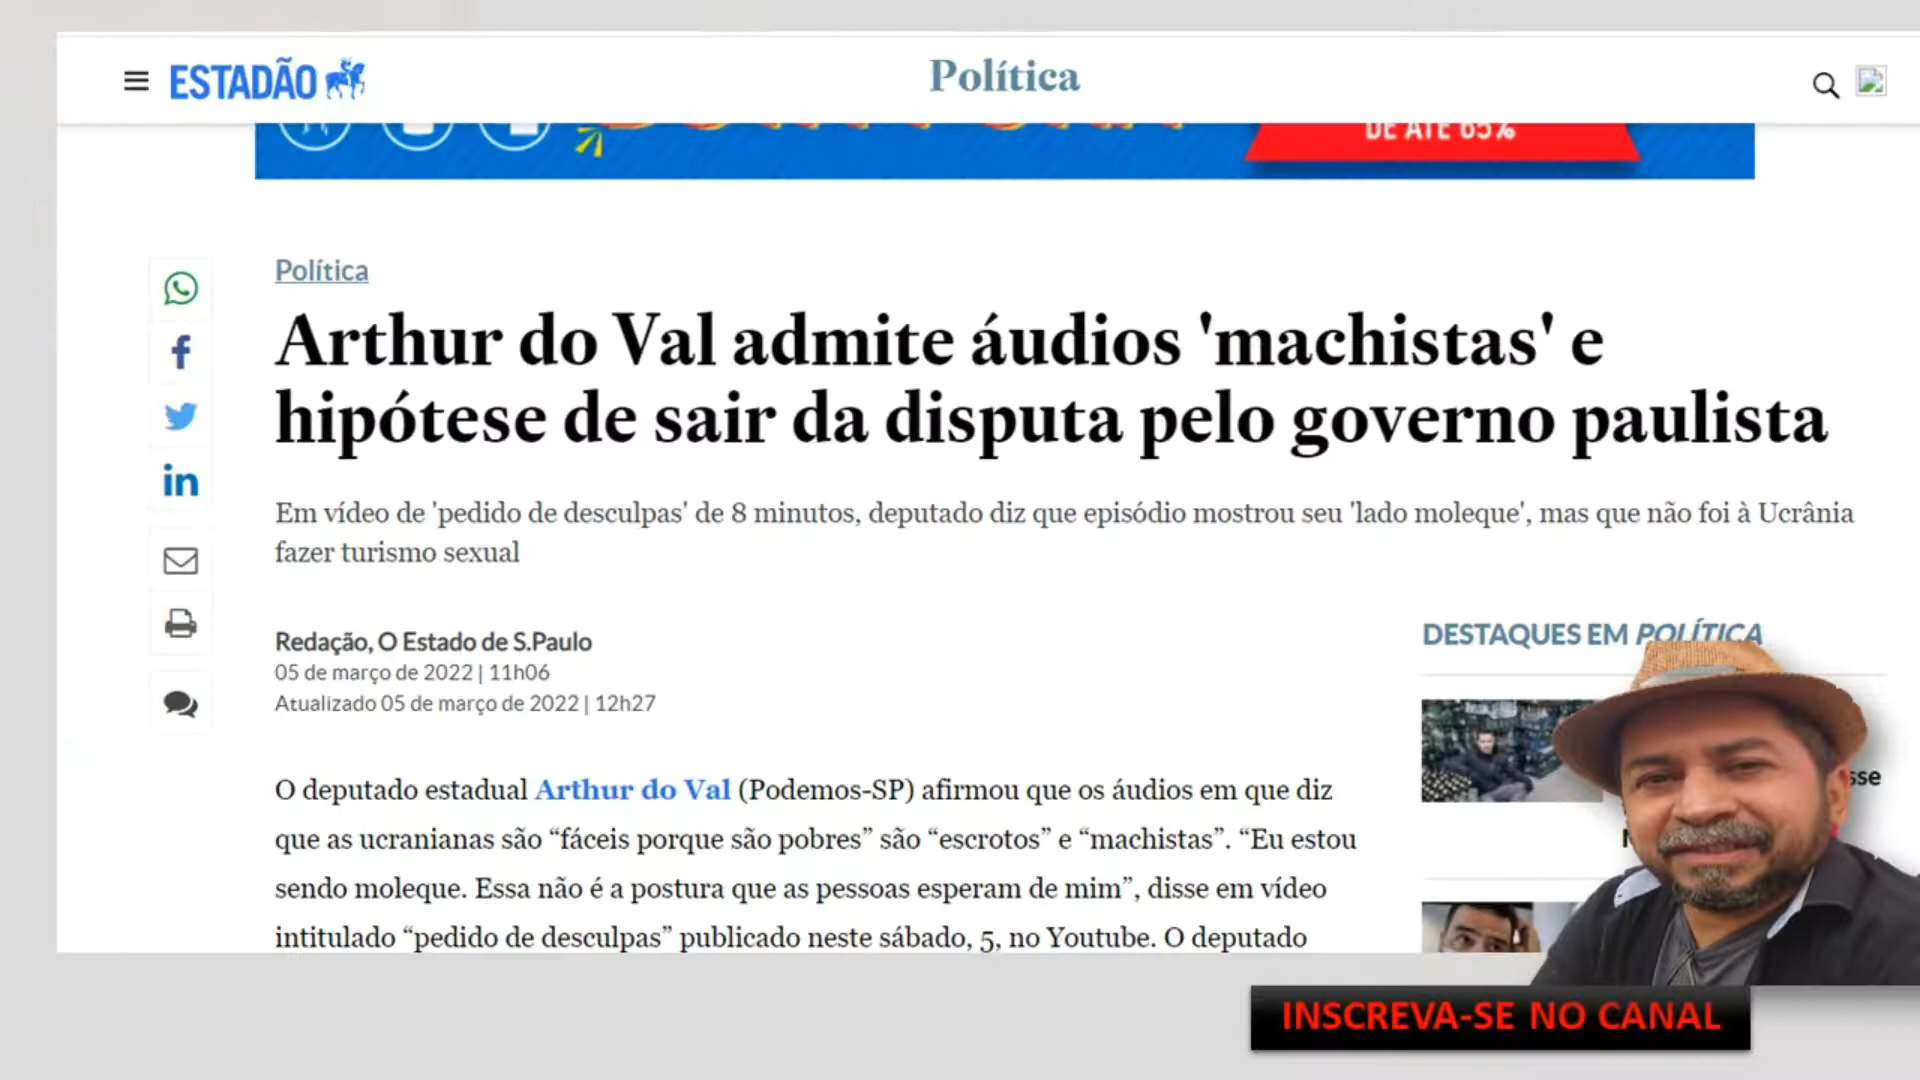 ESTADÃO
Política
DE ATÉ 65%
Política
Arthur do Val admite áudios 'machistas' e
hipótese de sair da disputa pelo governo paulista
Em vídeo de 'pedido de desculpas' de 8 minutos, deputado diz que episódio mostrou seu 'lado moleque', mas que não foi à Ucrânia
fazer turismo sexual
Redação, O Estado de S.Paulo
05 de março de 2022 | 11h06
Atualizado 05 de março de 2022 | 12h27
DESTAQUES EM POLÍTICA
O deputado estadual Arthur do Val (Podemos-SP) afirmou que os áudios em que diz
que as ucranianas são “fáceis porque são pobres” são “escrotos” e “machistas”. “Eu estou
sendo moleque. Essa não é a postura que as pessoas esperam de mim”, disse em vídeo
intitulado “pedido de desculpas” publicado neste sábado, 5, no Youtube. O deputado
INSCREVA-SE NO CANAL